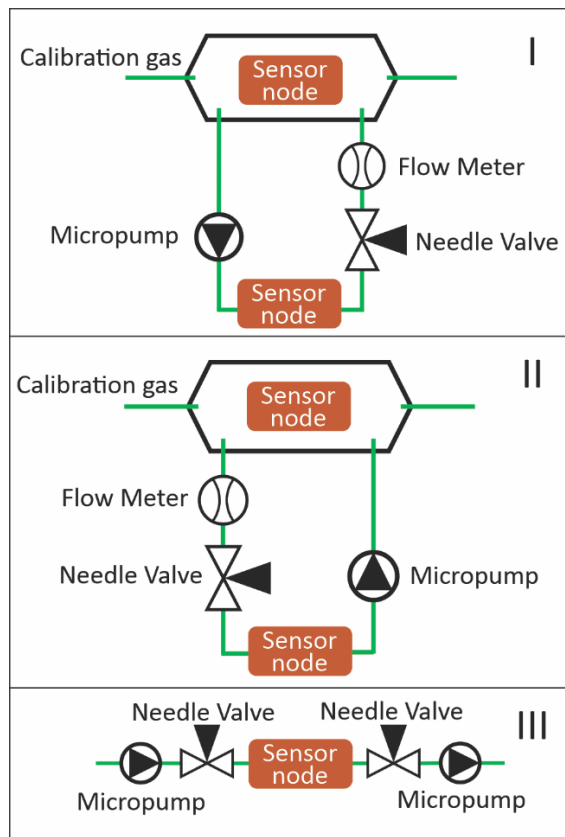 I
Calibration gas
Sensor
node
Flow Meter
Micropump
Needle Valve
Sensor
node
II
Calibration gas
Sensor
node
Flow Meter
Needle Valve
Micropump
Sensor
node
III
Needle Valve
Needle Valve
Sensor
node
Micropump
Micropump